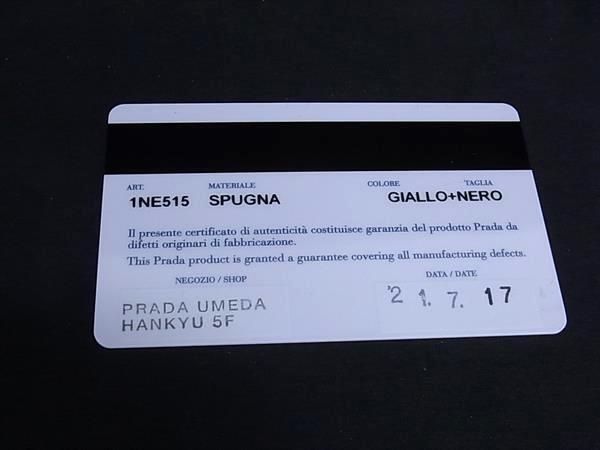 ART. MATERIALE COLORE TAGLIA
1NE515 SPUGNA GIALLO+NERO
Il presente certificato di autenticità costituisce garanzia del prodotto Prada da
difetti originari di fabbricazione.
This Prada product is granted a guarantee covering all manufacturing defects.
NEGOZIO / SHOP
PRADA UMEDA
HANKYU 5F
DATA / DATE
'21. 7. 17